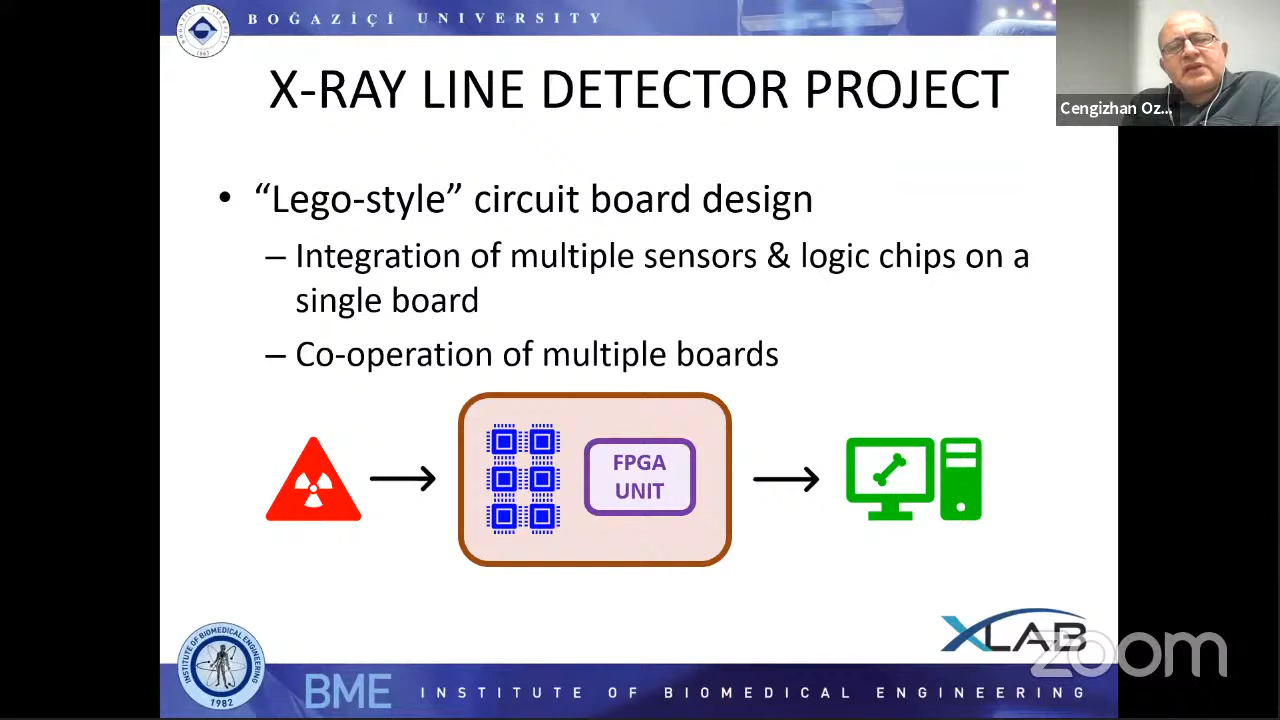 BOĞAZİÇİ UNIVERSITY
1863
X-RAY LINE DETECTOR PROJECT
Cengizhan Oz...
• “Lego-style” circuit board design
– Integration of multiple sensors & logic chips on a
single board
– Co-operation of multiple boards
FPGA
UNIT
INSTITUTE OF BIOMEDICAL ENGINEERING
1982
XLAB
zoom
BME INSTITUTE OF BIOMEDICAL ENGINEERING